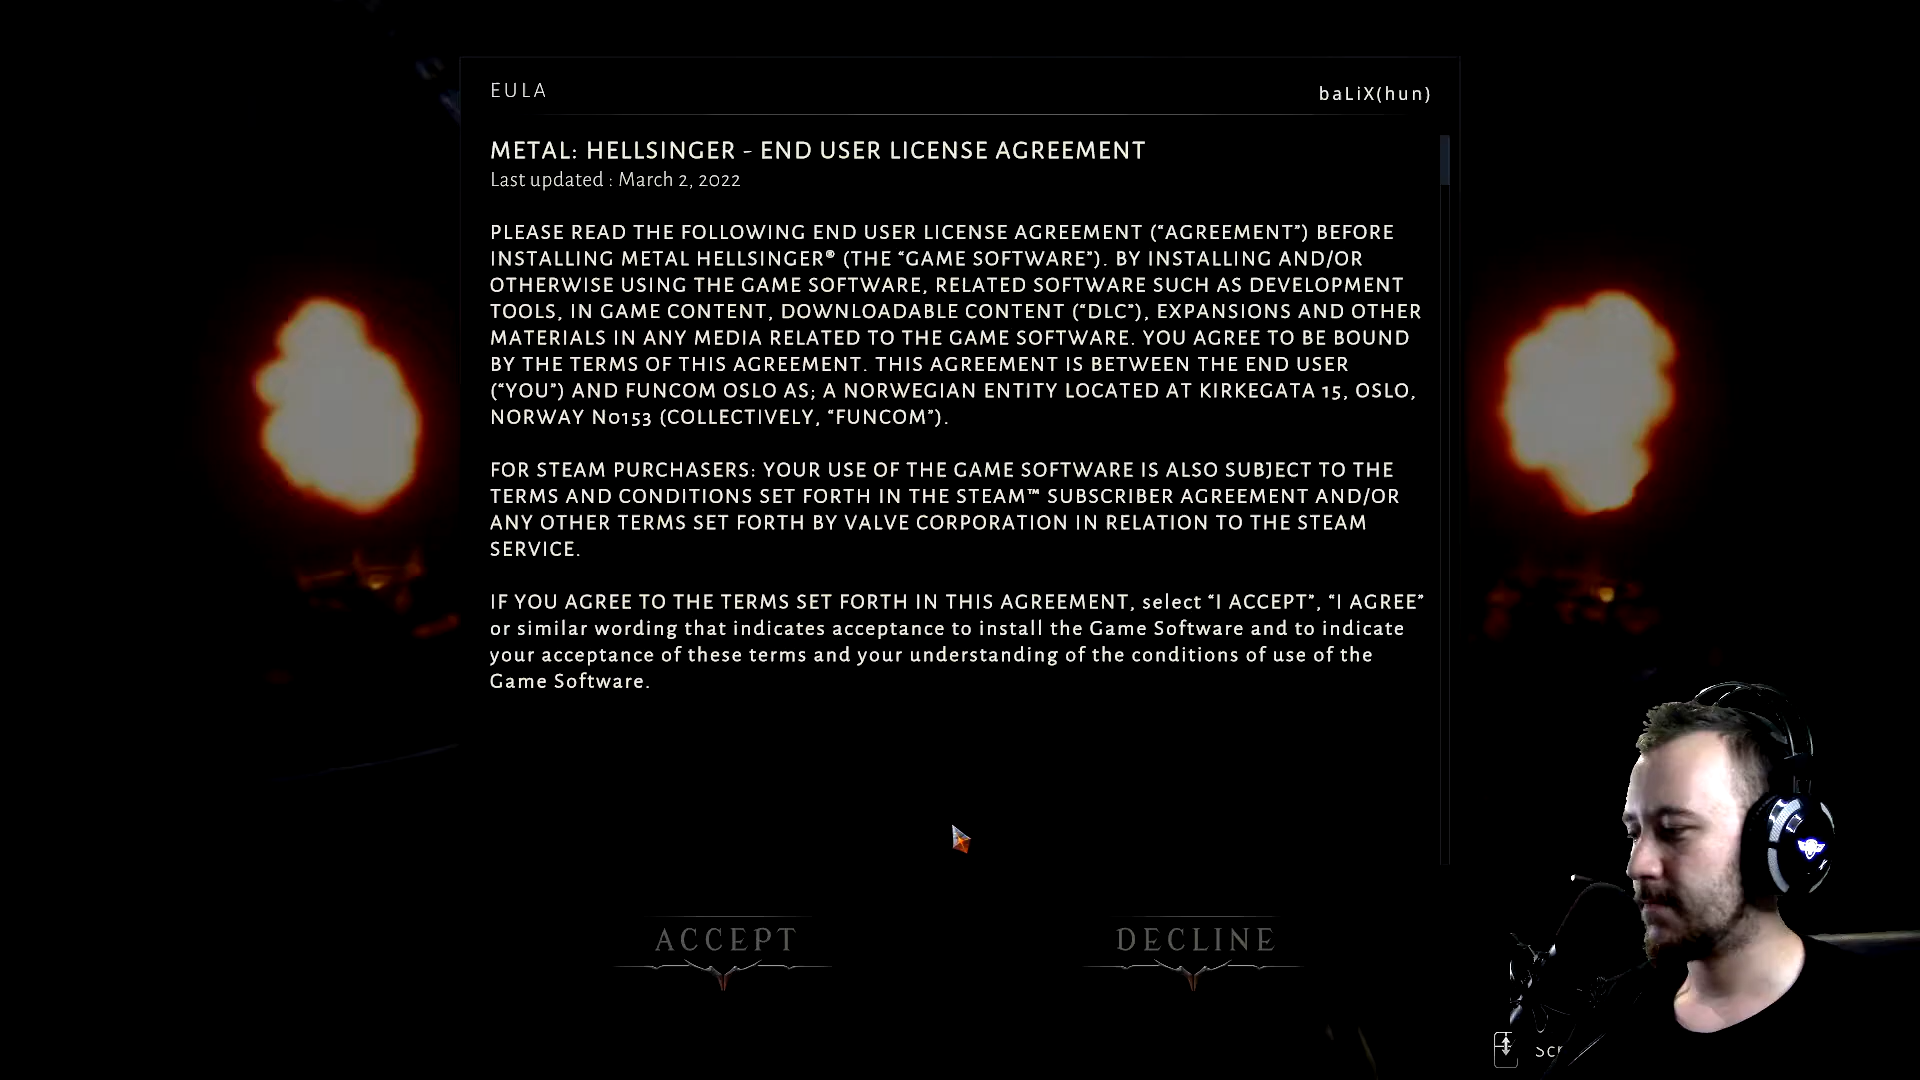 EULA
baLiX(hun)
METAL: HELLSINGER - END USER LICENSE AGREEMENT
Last updated : March 2, 2022
PLEASE READ THE FOLLOWING END USER LICENSE AGREEMENT (“AGREEMENT”) BEFORE
INSTALLING METAL HELLSINGER® (THE “GAME SOFTWARE”). BY INSTALLING AND/OR
OTHERWISE USING THE GAME SOFTWARE, RELATED SOFTWARE SUCH AS DEVELOPMENT
TOOLS, IN GAME CONTENT, DOWNLOADABLE CONTENT (“DLC”), EXPANSIONS AND OTHER
MATERIALS IN ANY MEDIA RELATED TO THE GAME SOFTWARE. YOU AGREE TO BE BOUND
BY THE TERMS OF THIS AGREEMENT. THIS AGREEMENT IS BETWEEN THE END USER
(“YOU”) AND FUNCOM OSLO AS; A NORWEGIAN ENTITY LOCATED AT KIRKEGATA 15, OSLO,
NORWAY N0153 (COLLECTIVELY, “FUNCOM”).
FOR STEAM PURCHASERS: YOUR USE OF THE GAME SOFTWARE IS ALSO SUBJECT TO THE
TERMS AND CONDITIONS SET FORTH IN THE STEAM™ SUBSCRIBER AGREEMENT AND/OR
ANY OTHER TERMS SET FORTH BY VALVE CORPORATION IN RELATION TO THE STEAM
SERVICE.
IF YOU AGREE TO THE TERMS SET FORTH IN THIS AGREEMENT, select “I ACCEPT”, “I AGREE”
or similar wording that indicates acceptance to install the Game Software and to indicate
your acceptance of these terms and your understanding of the conditions of use of the
Game Software.
ACCEPT
DECLINE